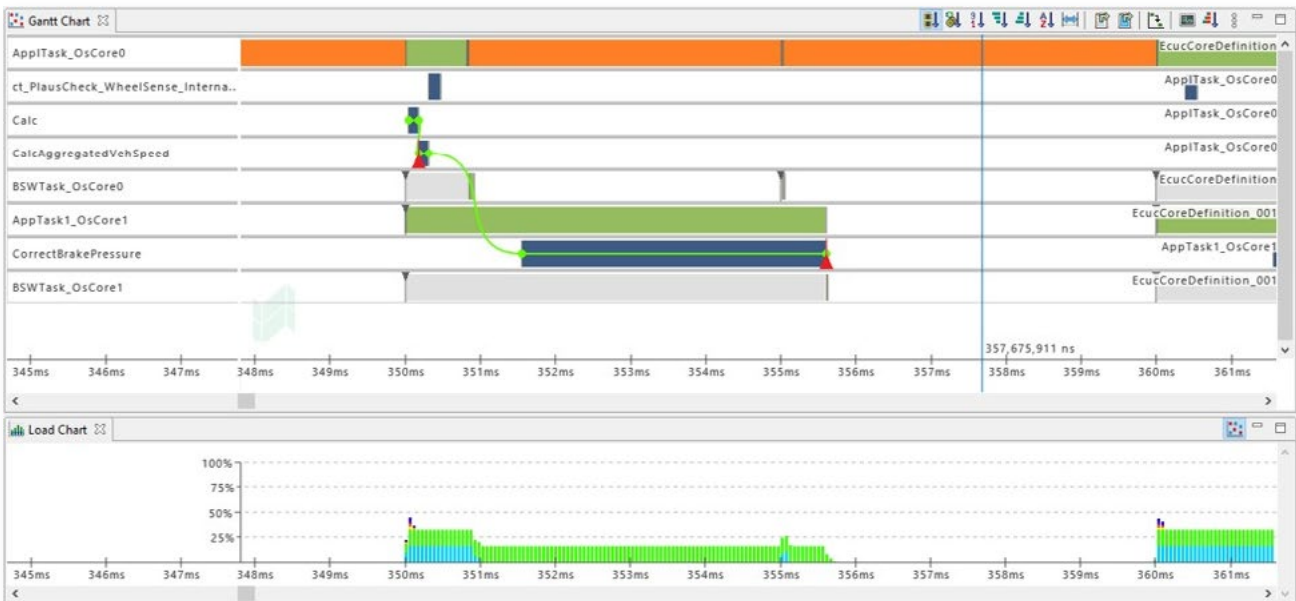 Gantt Chart
ApplTask_OsCore0
EcucCoreDefinition
ct_PlausCheck_WheelSense_Interna..
ApplTask_OsCore0
Calc
ApplTask_OsCore0
CalcAggregatedVehSpeed
ApplTask_OsCore0
BSWTask_OsCore0
EcucCoreDefinition
AppTask1_OsCore1
EcucCoreDefinition_001
CorrectBrakePressure
AppTask1_OsCore1
BSWTask_OsCore1
EcucCoreDefinition_001
357,675,911 ns
345ms 346ms 347ms 348ms 349ms 350ms 351ms 352ms 353ms 354ms 355ms 356ms 357ms 358ms 359ms 360ms 361ms
Load Chart
100%
75%
50%
25%
345ms 346ms 347ms 348ms 349ms 350ms 351ms 352ms 353ms 354ms 355ms 356ms 357ms 358ms 359ms 360ms 361ms